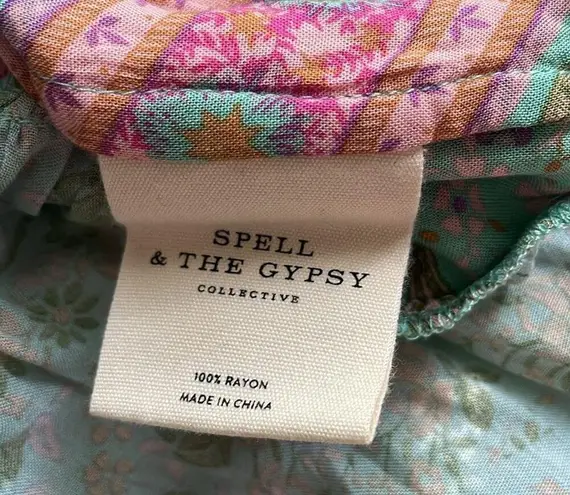 SPELL
& THE GYPSY
COLLECTIVE
100% RAYON
MADE IN CHINA